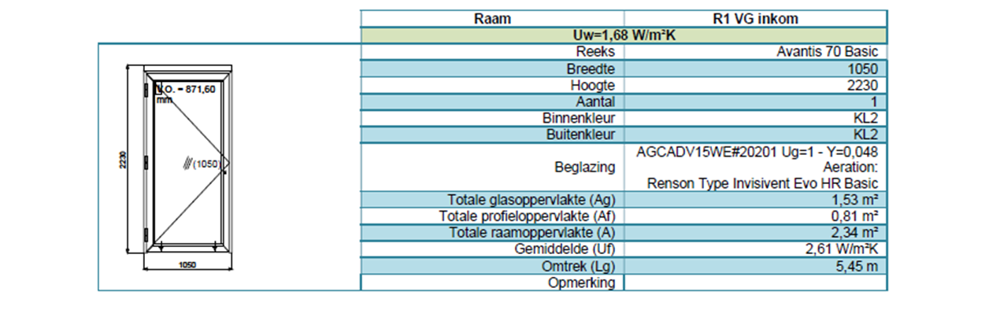 Raam R1 VG inkom
Uw=1,68 W/m²K
Reeks Avantis 70 Basic
Breedte 1050
Hoogte 2230
Aantal 1
Binnenkleur KL2
Buitenkleur KL2
Beglazing AGCADV15WE#20201 Ug=1 - Y=0,048
Aeration:
Renson Type Invisivent Evo HR Basic
Totale glasoppervlakte (Ag) 1,53 m²
Totale profieloppervlakte (Af) 0,81 m²
Totale raamoppervlakte (A) 2,34 m²
Gemiddelde (Uf) 2,61 W/m²K
Omtrek (Lg) 5,45 m
Opmerking
V.O. = 871,60
mm
2230
(1050)
1050